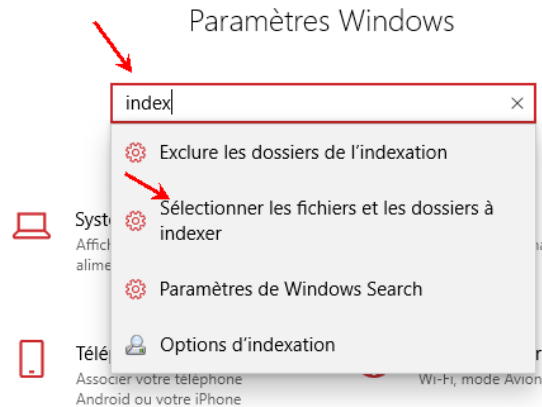 Paramètres Windows
index
Exclure les dossiers de l'indexation
Sélectionner les fichiers et les dossiers à
indexer
Paramètres de Windows Search
Options d'indexation
Associer votre téléphone
Wi-Fi, mode Avion
Android ou votre iPhone